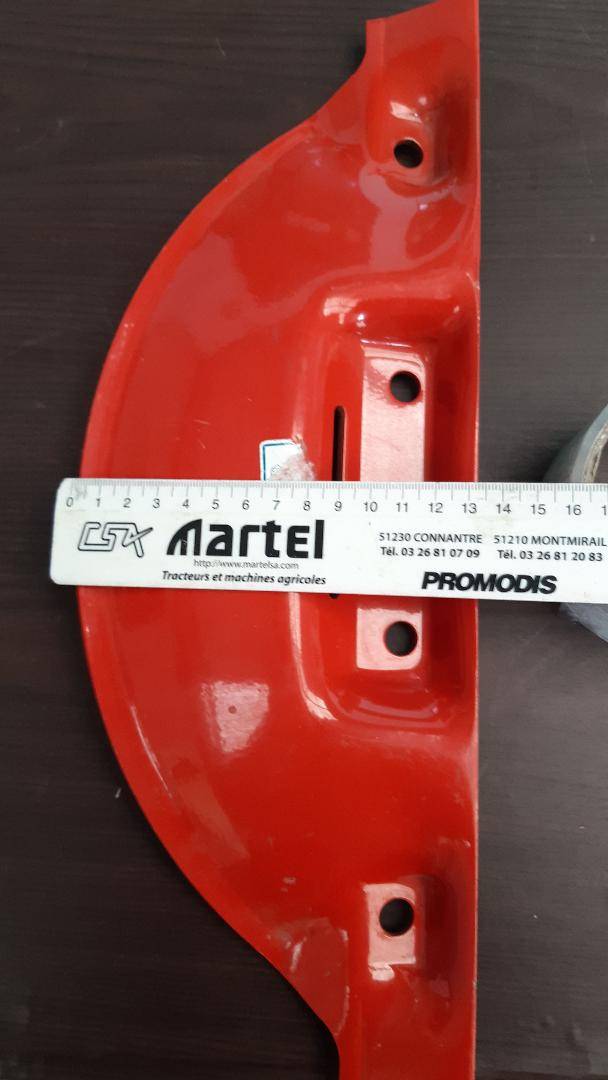 0 1 2 3 4 5 6 7 8 9 10 11 12 13 14 15 16
CSK Martel
51230 CONNANTRE 51210 MONTMIRAIL
Tél. 03 26 81 07 09 Tél. 03 26 81 20 83
http://www.martelsa.com
Tracteurs et machines agricoles
PROMODIS